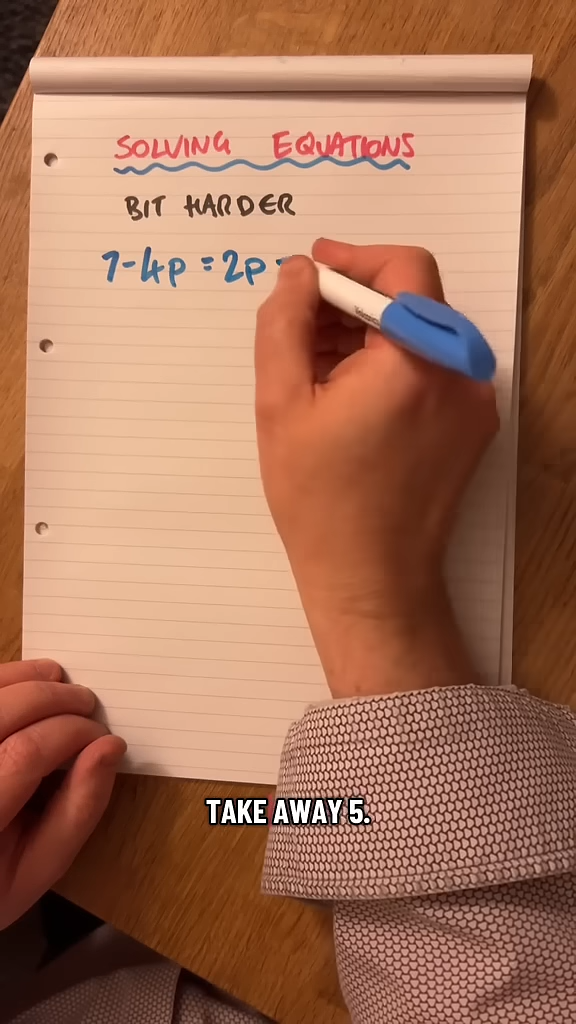 SOLVING EQUATIONS
BIT HARDER
7-4p = 2p -
TAKE AWAY 5.